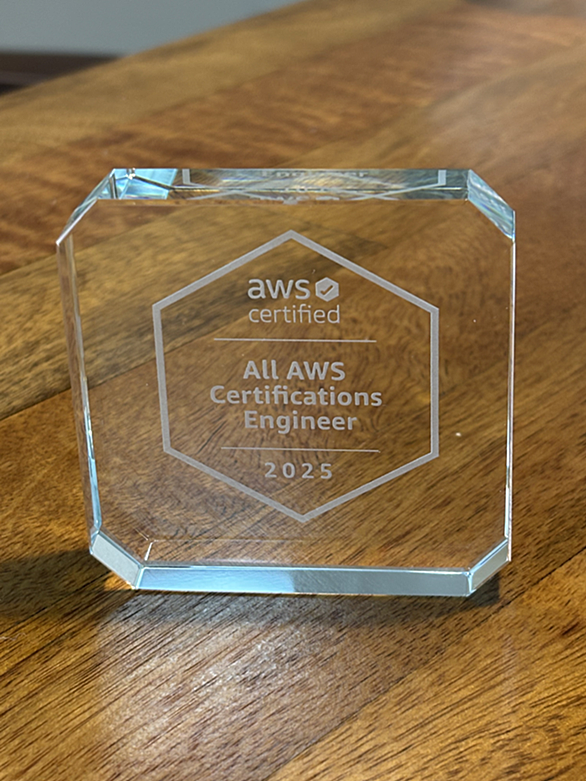 aws
certified
All AWS
Certifications
Engineer
2025